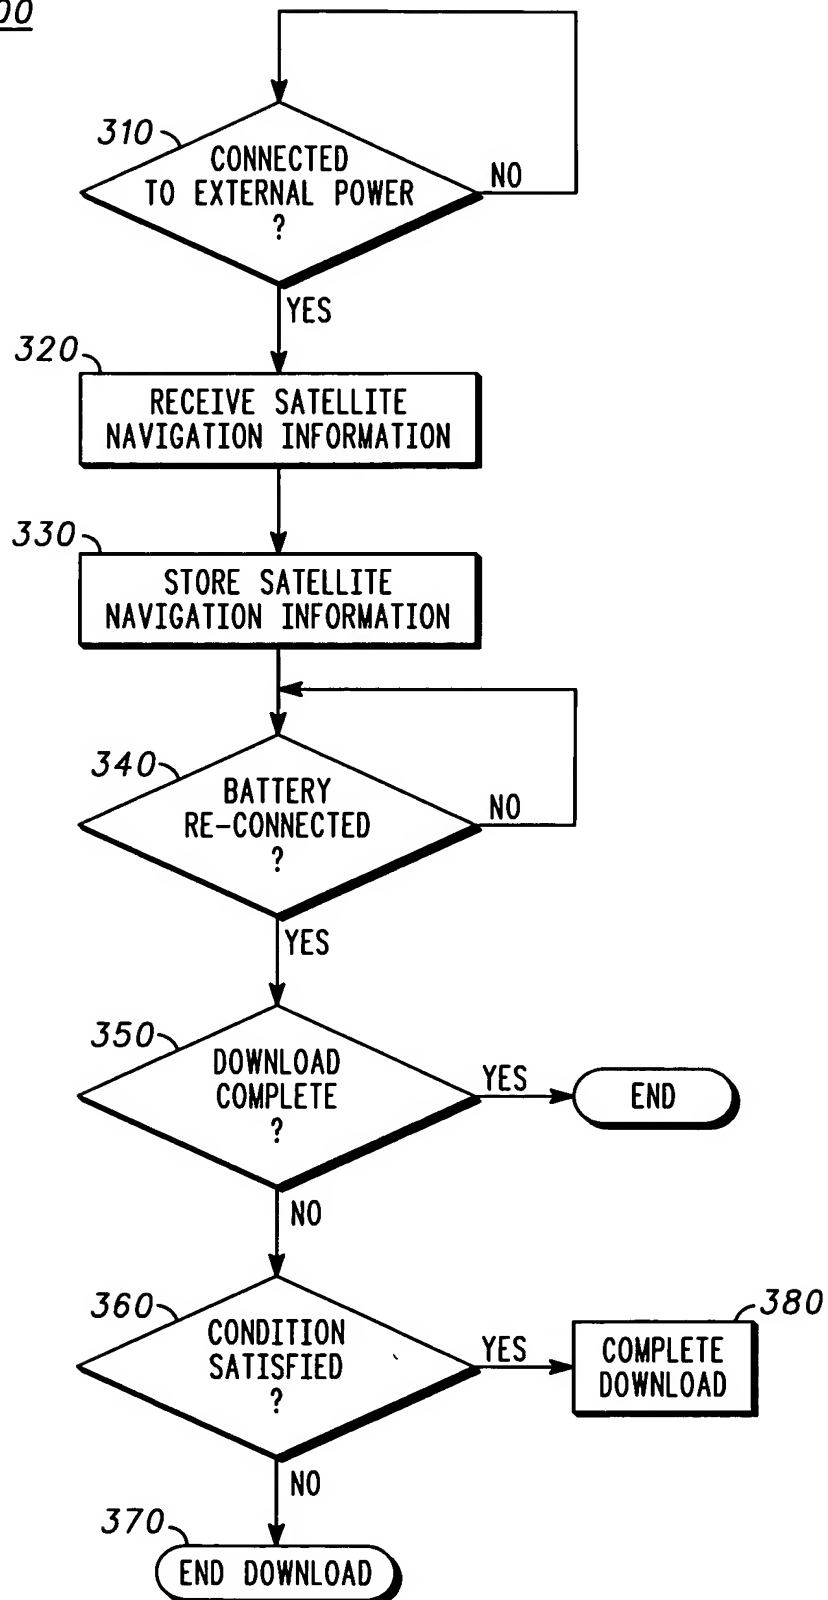 310
CONNECTED
TO EXTERNAL POWER
?
NO
YES
320
RECEIVE SATELLITE
NAVIGATION INFORMATION
330
STORE SATELLITE
NAVIGATION INFORMATION
340
BATTERY
RE-CONNECTED
?
NO
YES
350
DOWNLOAD
COMPLETE
?
YES
END
NO
360
CONDITION
SATISFIED
?
YES
380
COMPLETE
DOWNLOAD
NO
370
END DOWNLOAD